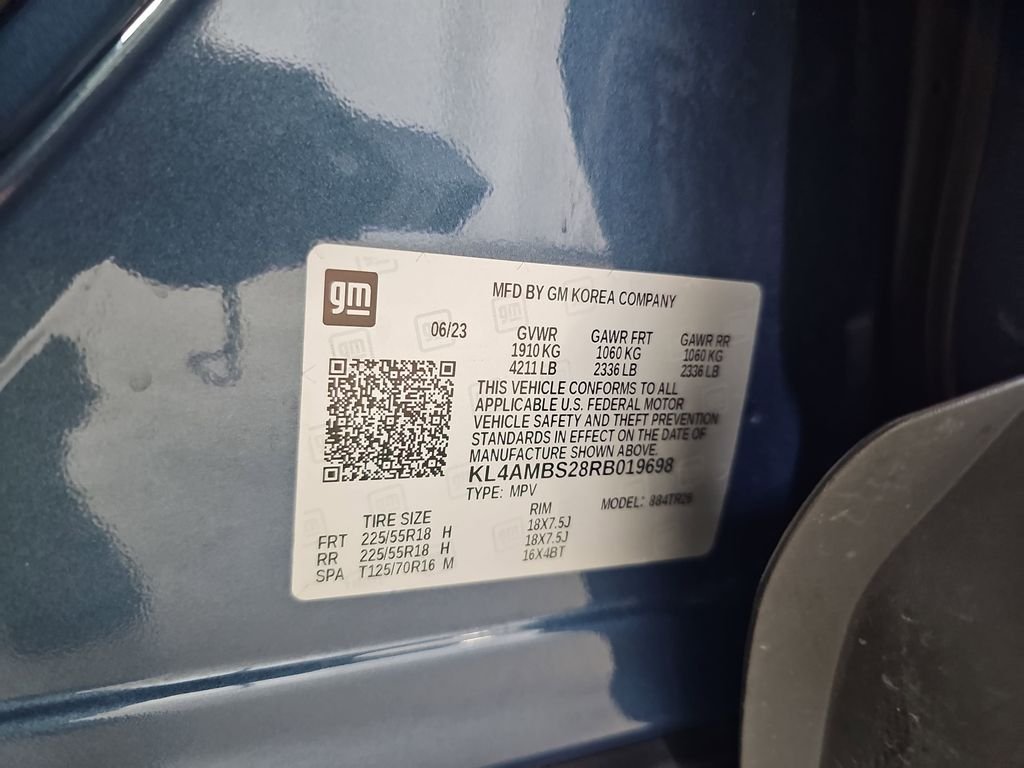 gm
MFD BY GM KOREA COMPANY
06/23
GVWR GAWR FRT GAWR RR
1910 KG 1060 KG 1060 KG
4211 LB 2336 LB 2336 LB
THIS VEHICLE CONFORMS TO ALL
APPLICABLE U.S. FEDERAL MOTOR
VEHICLE SAFETY AND THEFT PREVENTION
STANDARDS IN EFFECT ON THE DATE OF
MANUFACTURE SHOWN ABOVE.
KL4AMBS28RB019698
TYPE: MPV MODEL: 884TR26
TIRE SIZE RIM
FRT 225/55R18 H 18X7.5J
RR 225/55R18 H 18X7.5J
SPA T125/70R16 M 16X4BT